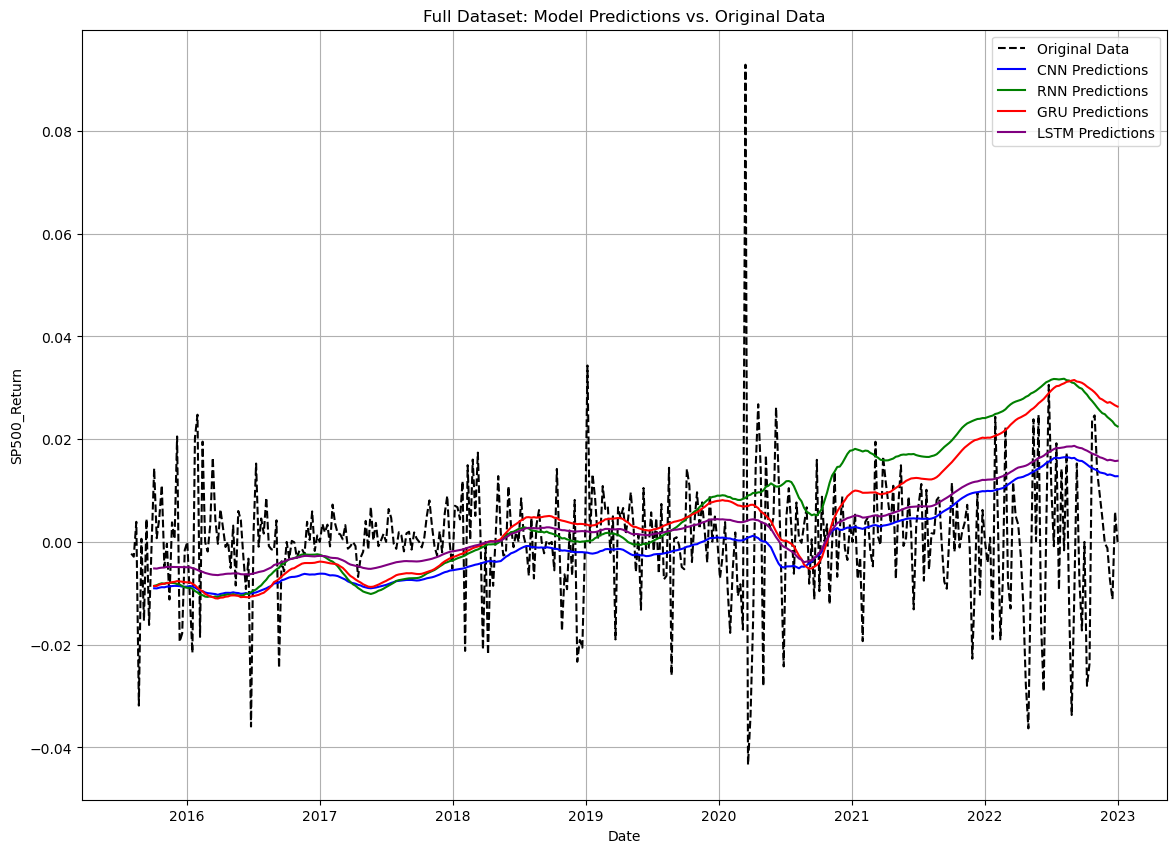 Full Dataset: Model Predictions vs. Original Data
Original Data
CNN Predictions
RNN Predictions
GRU Predictions
LSTM Predictions
0.08
0.06
0.04
0.02
0.00
−0.02
−0.04
SP500_Return
2016 2017 2018 2019 2020 2021 2022 2023
Date